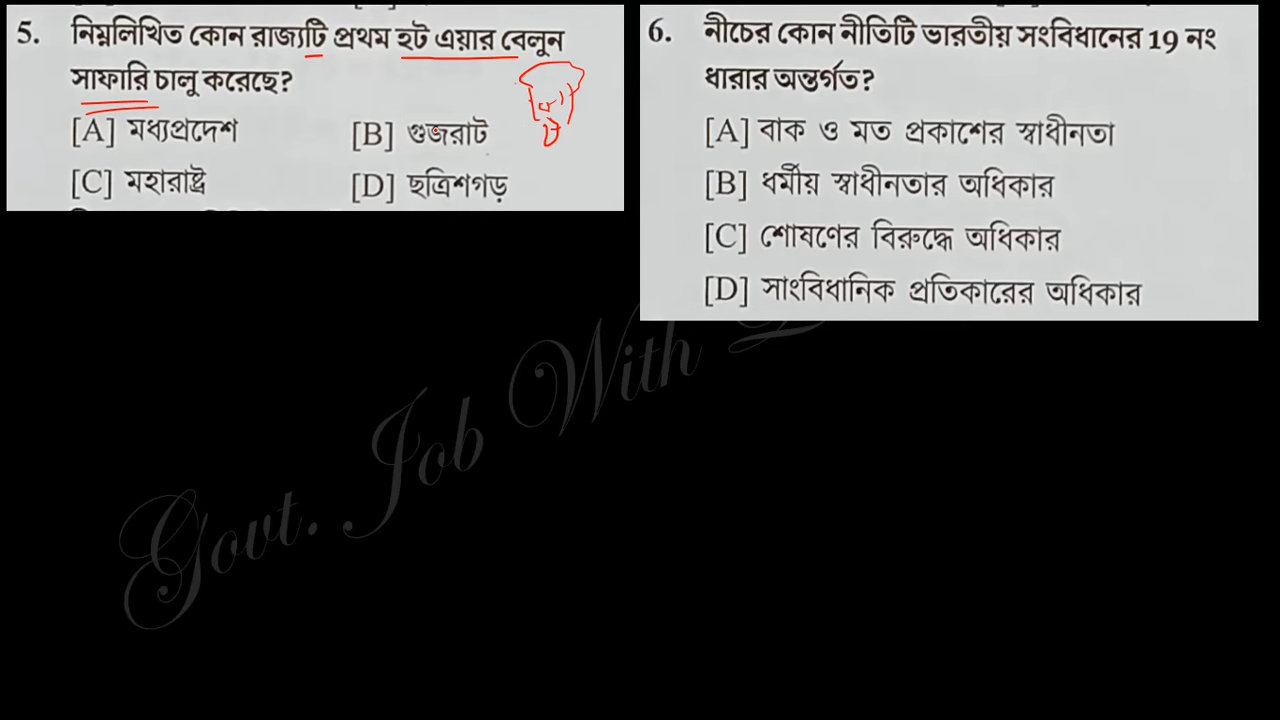 5. নিম্নলিখিত কোন রাজ্যটি প্রথম হট এয়ার বেলুন
সাফারি চালু করেছে?
[A] মধ্যপ্রদেশ [B] গুজরাট
[C] মহারাষ্ট্র [D] ছত্রিশগড়
6. নীচের কোন নীতিটি ভারতীয় সংবিধানের 19 নং
ধারার অন্তর্গত?
[A] বাক ও মত প্রকাশের স্বাধীনতা
[B] ধর্মীয় স্বাধীনতার অধিকার
[C] শোষণের বিরুদ্ধে অধিকার
[D] সাংবিধানিক প্রতিকারের অধিকার
Govt. Job With